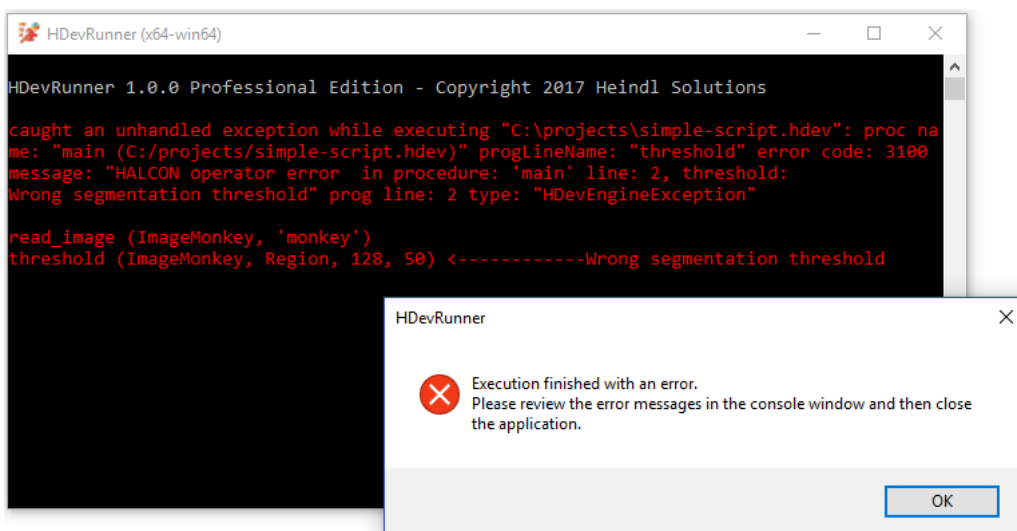 HDevRunner (x64-win64)
HDevRunner 1.0.0 Professional Edition - Copyright 2017 Heindl Solutions
caught an unhandled exception while executing "C:\projects\simple-script.hdev": proc na
me: "main (C:/projects/simple-script.hdev)" progLineName: "threshold" error code: 3100
message: "HALCON operator error  in procedure: 'main' line: 2, threshold:
Wrong segmentation threshold" prog line: 2 type: "HDevEngineException"
read_image (ImageMonkey, 'monkey')
threshold (ImageMonkey, Region, 128, 50) <------------Wrong segmentation threshold
HDevRunner
Execution finished with an error.
Please review the error messages in the console window and then close
the application.
OK